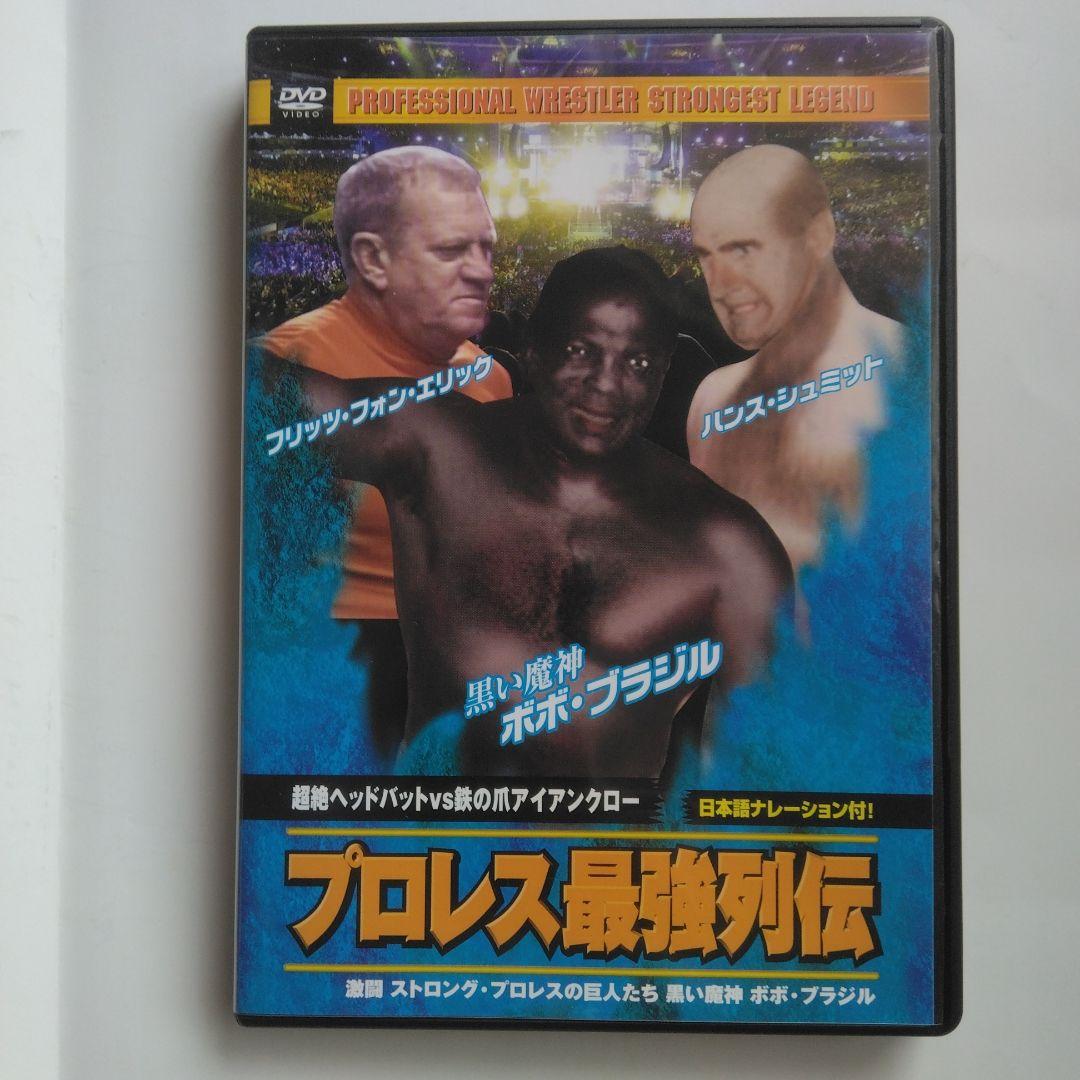 DVD
VIDEO
PROFESSIONAL WRESTLER STRONGEST LEGEND
フリッツ・フォン・エリック
ハンス・シュミット
黒い魔神
ボボ・ブラジル
超絶ヘッドバットvs鉄の爪アイアンクロー
日本語ナレーション付!
プロレス最強列伝
激闘 ストロング・プロレスの巨人たち 黒い魔神 ボボ・ブラジル